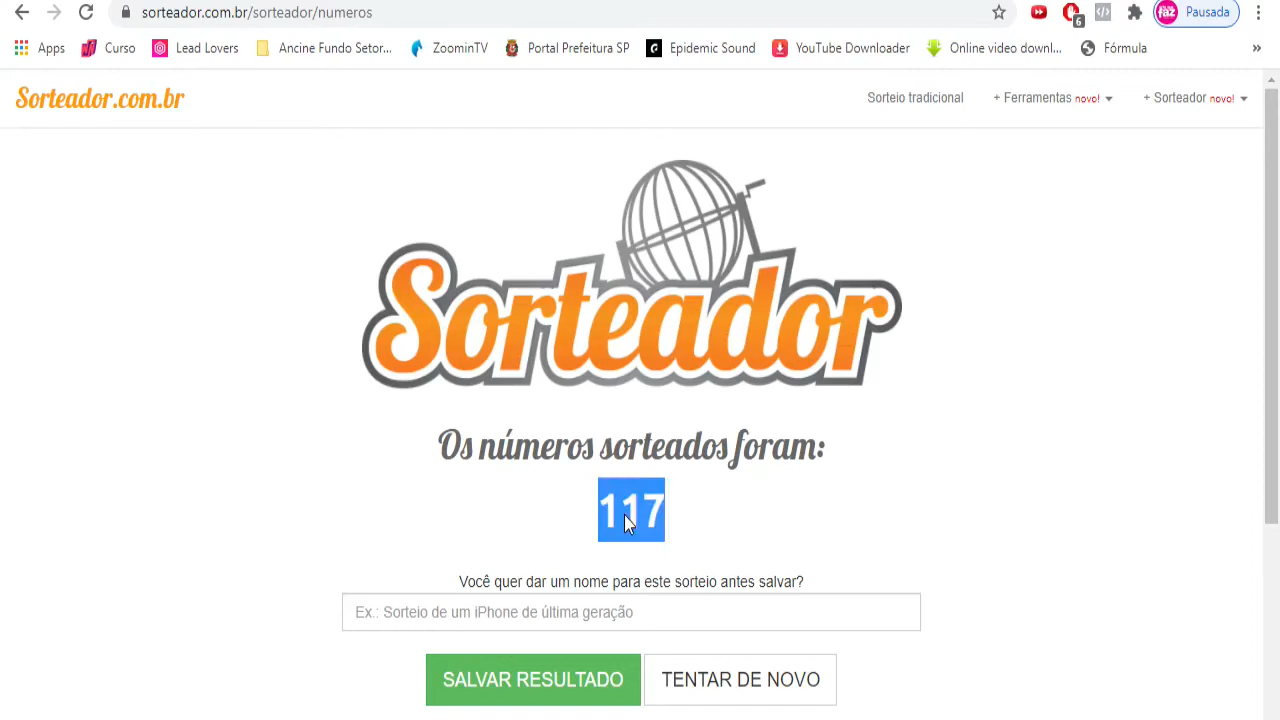 sorteador.com.br/sorteador/numeros
6
faz
Pausada
Apps Curso Lead Lovers Ancine Fundo Setor... ZoominTV Portal Prefeitura SP Epidemic Sound YouTube Downloader Online video downl... Fórmula »
Sorteador.com.br
Sorteio tradicional + Ferramentas novo! + Sorteador novo!
Sorteador
Os números sorteados foram:
117
Você quer dar um nome para este sorteio antes salvar?
Ex.: Sorteio de um iPhone de última geração
SALVAR RESULTADO TENTAR DE NOVO